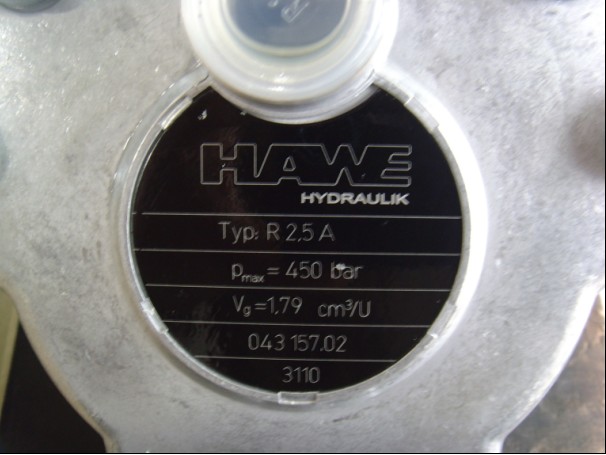 HAWE
HYDRAULIK
Typ: R 2,5 A
pmax = 450 bar
Vg =1,79 cm³/U
043 157.02
3110